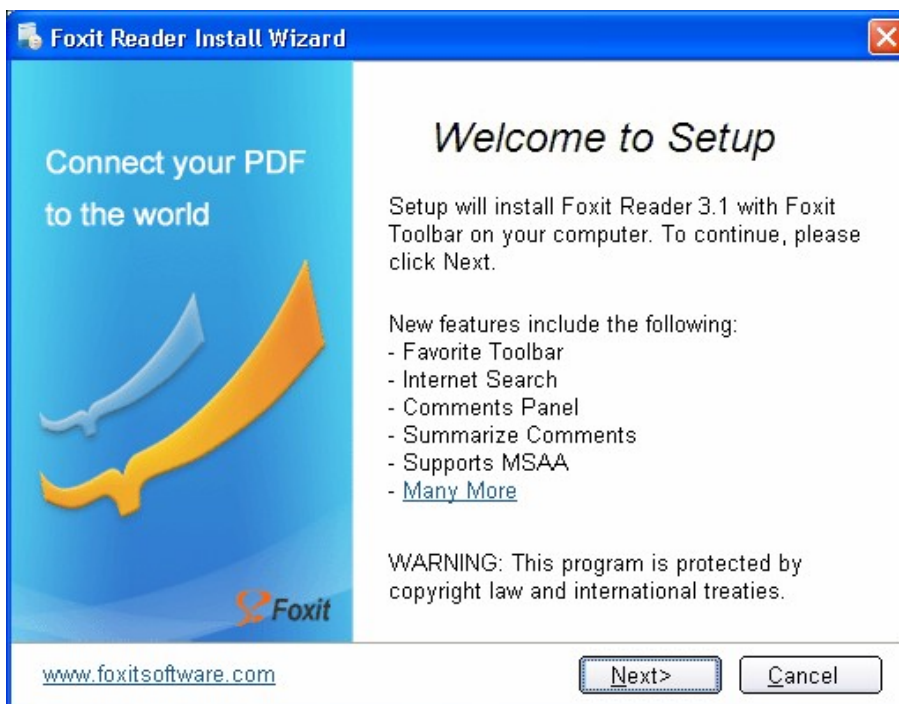 Foxit Reader Install Wizard
Connect your PDF
to the world
Foxit
Welcome to Setup
Setup will install Foxit Reader 3.1 with Foxit
Toolbar on your computer. To continue, please
click Next.
New features include the following:
- Favorite Toolbar
- Internet Search
- Comments Panel
- Summarize Comments
- Supports MSAA
- Many More
WARNING: This program is protected by
copyright law and international treaties.
www.foxitsoftware.com
Next>
Cancel